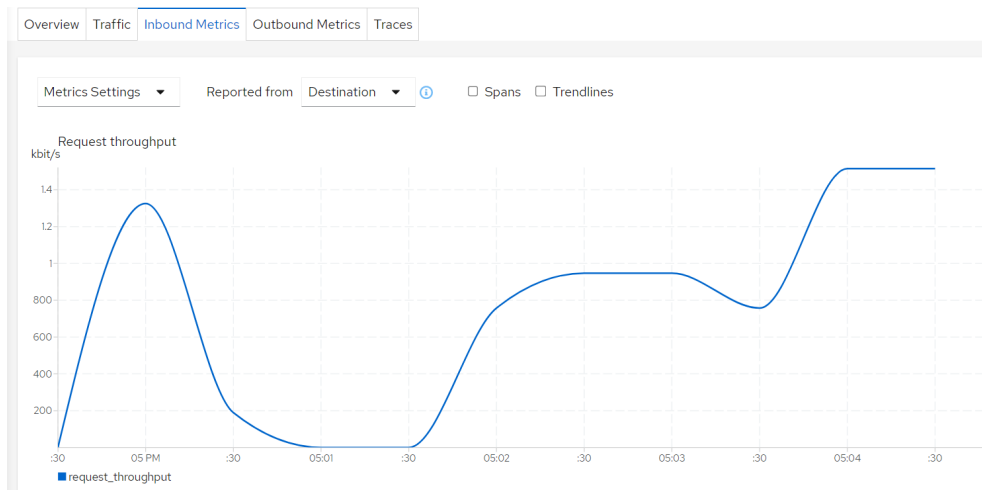 Overview Traffic Inbound Metrics Outbound Metrics Traces
Metrics Settings Reported from Destination Spans Trendlines
Request throughput
kbit/s
1.4
1.2
1
800
600
400
200
:30 05 PM :30 05:01 :30 05:02 :30 05:03 :30 05:04 :30
request_throughput